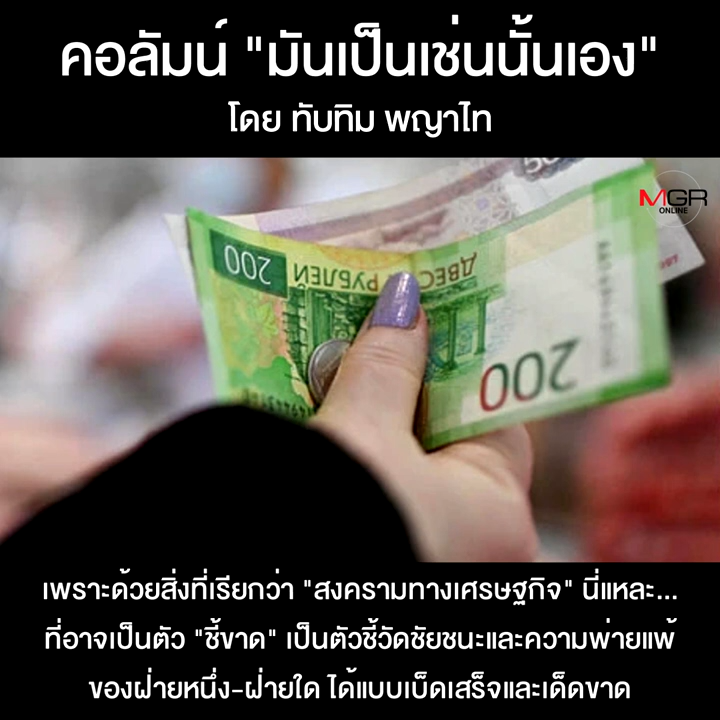 คอลัมน์ "มันเป็นเช่นนั้นเอง"
โดย ทับทิม พญาไท
MGR
ONLINE
200
ДВЕС РУБЛЕЙ
200
เพราะด้วยสิ่งที่เรียกว่า "สงครามทางเศรษฐกิจ" นี่แหละ...
ที่อาจเป็นตัว "ชี้ขาด" เป็นตัวชี้วัดชัยชนะและความพ่ายแพ้
ของฝ่ายหนึ่ง-ฝ่ายใด ได้แบบเบ็ดเสร็จและเด็ดขาด